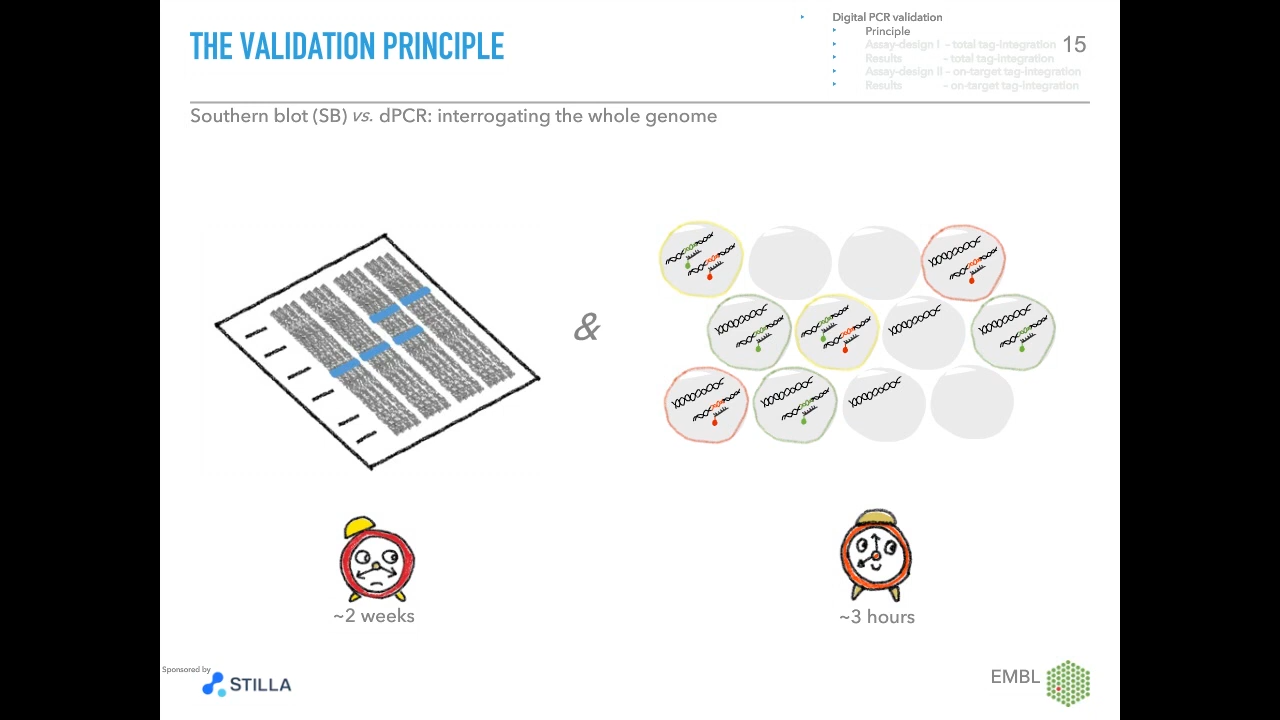 THE VALIDATION PRINCIPLE
Digital PCR validation
Principle
Assay-design I - total tag-integration
Results - total tag-integration
Assay-design II - on-target tag-integration
Results - on-target tag-integration
15
Southern blot (SB) vs. dPCR: interrogating the whole genome
&
~2 weeks
~3 hours
Sponsored by
STILLA
EMBL